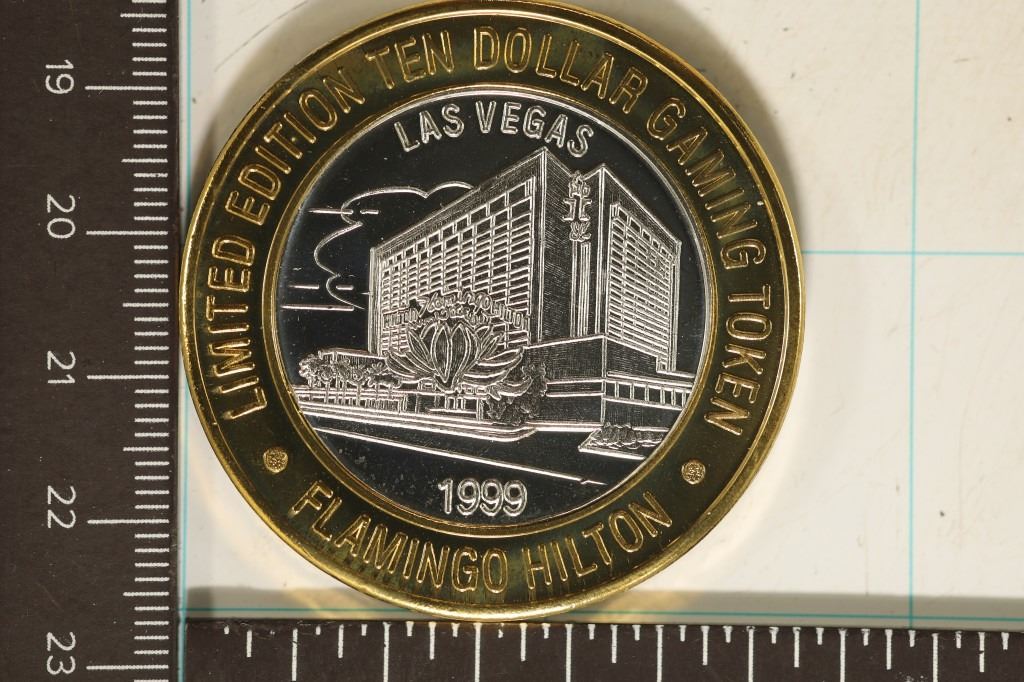 LIMITED EDITION TEN DOLLAR GAMING TOKEN
LAS VEGAS
1999
• FLAMINGO HILTON •
19
20
21
22
23